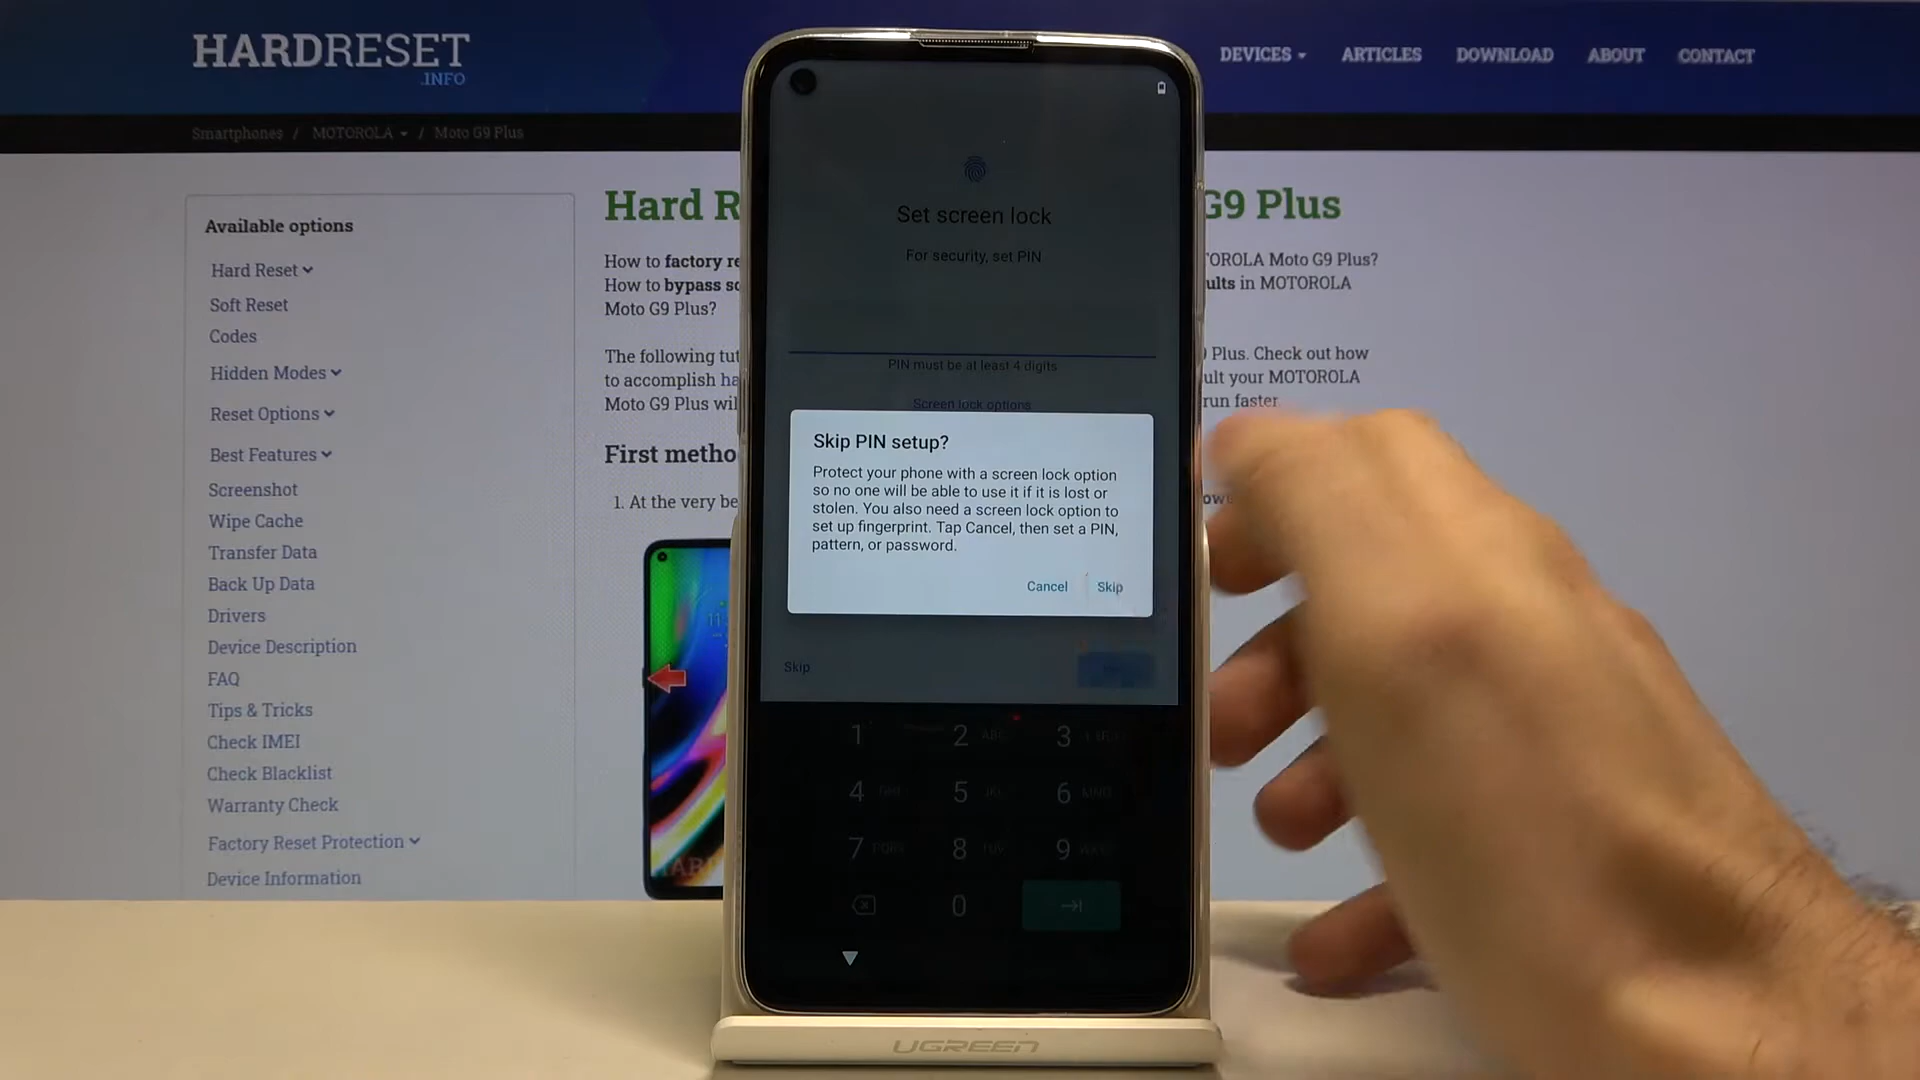 HARDRESET
.INFO
DEVICES
ARTICLES
DOWNLOAD
ABOUT
CONTACT
Smartphones / MOTOROLA / Moto G9 Plus
Available options
Hard Reset
Soft Reset
Codes
Hidden Modes
Reset Options
Best Features
Screenshot
Wipe Cache
Transfer Data
Back Up Data
Drivers
Device Description
FAQ
Tips & Tricks
Check IMEI
Check Blacklist
Warranty Check
Factory Reset Protection
Device Information
Hard R
G9 Plus
How to factory re
OROLA Moto G9 Plus?
How to bypass sc
ults in MOTOROLA
Moto G9 Plus?
The following tut
Plus. Check out how
to accomplish ha
ult your MOTOROLA
Moto G9 Plus wil
run faster.
First metho
1. At the very be
Set screen lock
For security, set PIN
PIN must be at least 4 digits
Screen lock options
Skip PIN setup?
Protect your phone with a screen lock option
so no one will be able to use it if it is lost or
stolen. You also need a screen lock option to
set up fingerprint. Tap Cancel, then set a PIN,
pattern, or password.
Cancel
Skip
Skip
1
2 ABC
3
4 GHI
5 JKL
6 MNO
7 PQRS
8 TUV
9 WXYZ
0
UGREEN